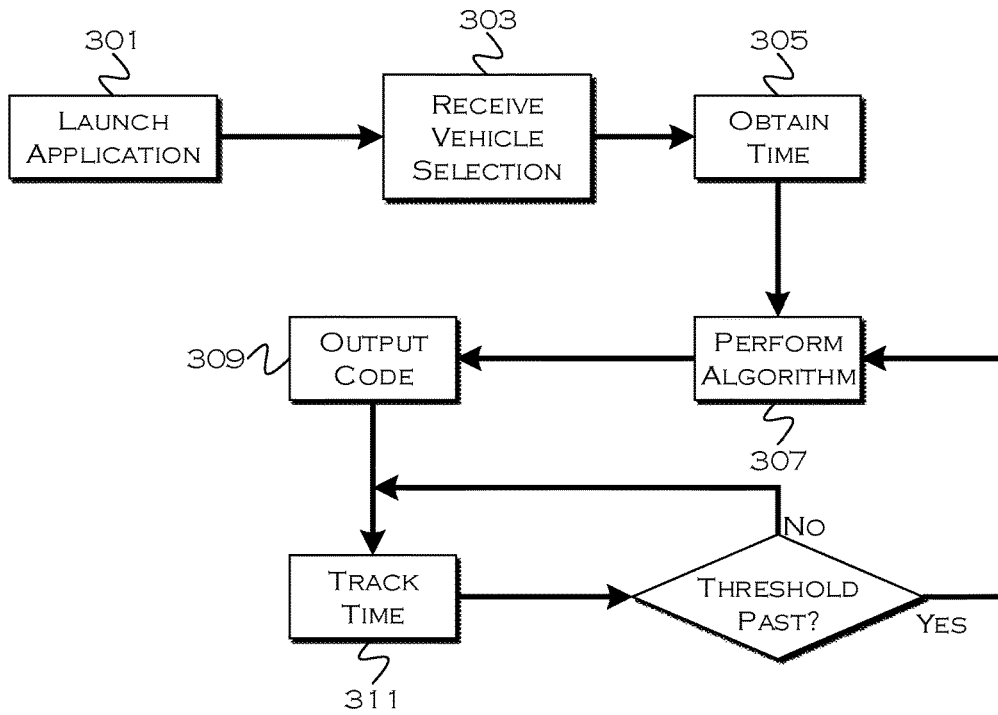 301
303
305
LAUNCH
APPLICATION
RECEIVE
VEHICLE
SELECTION
OBTAIN
TIME
309
OUTPUT
CODE
PERFORM
ALGORITHM
307
NO
TRACK
TIME
THRESHOLD
PAST?
YES
311